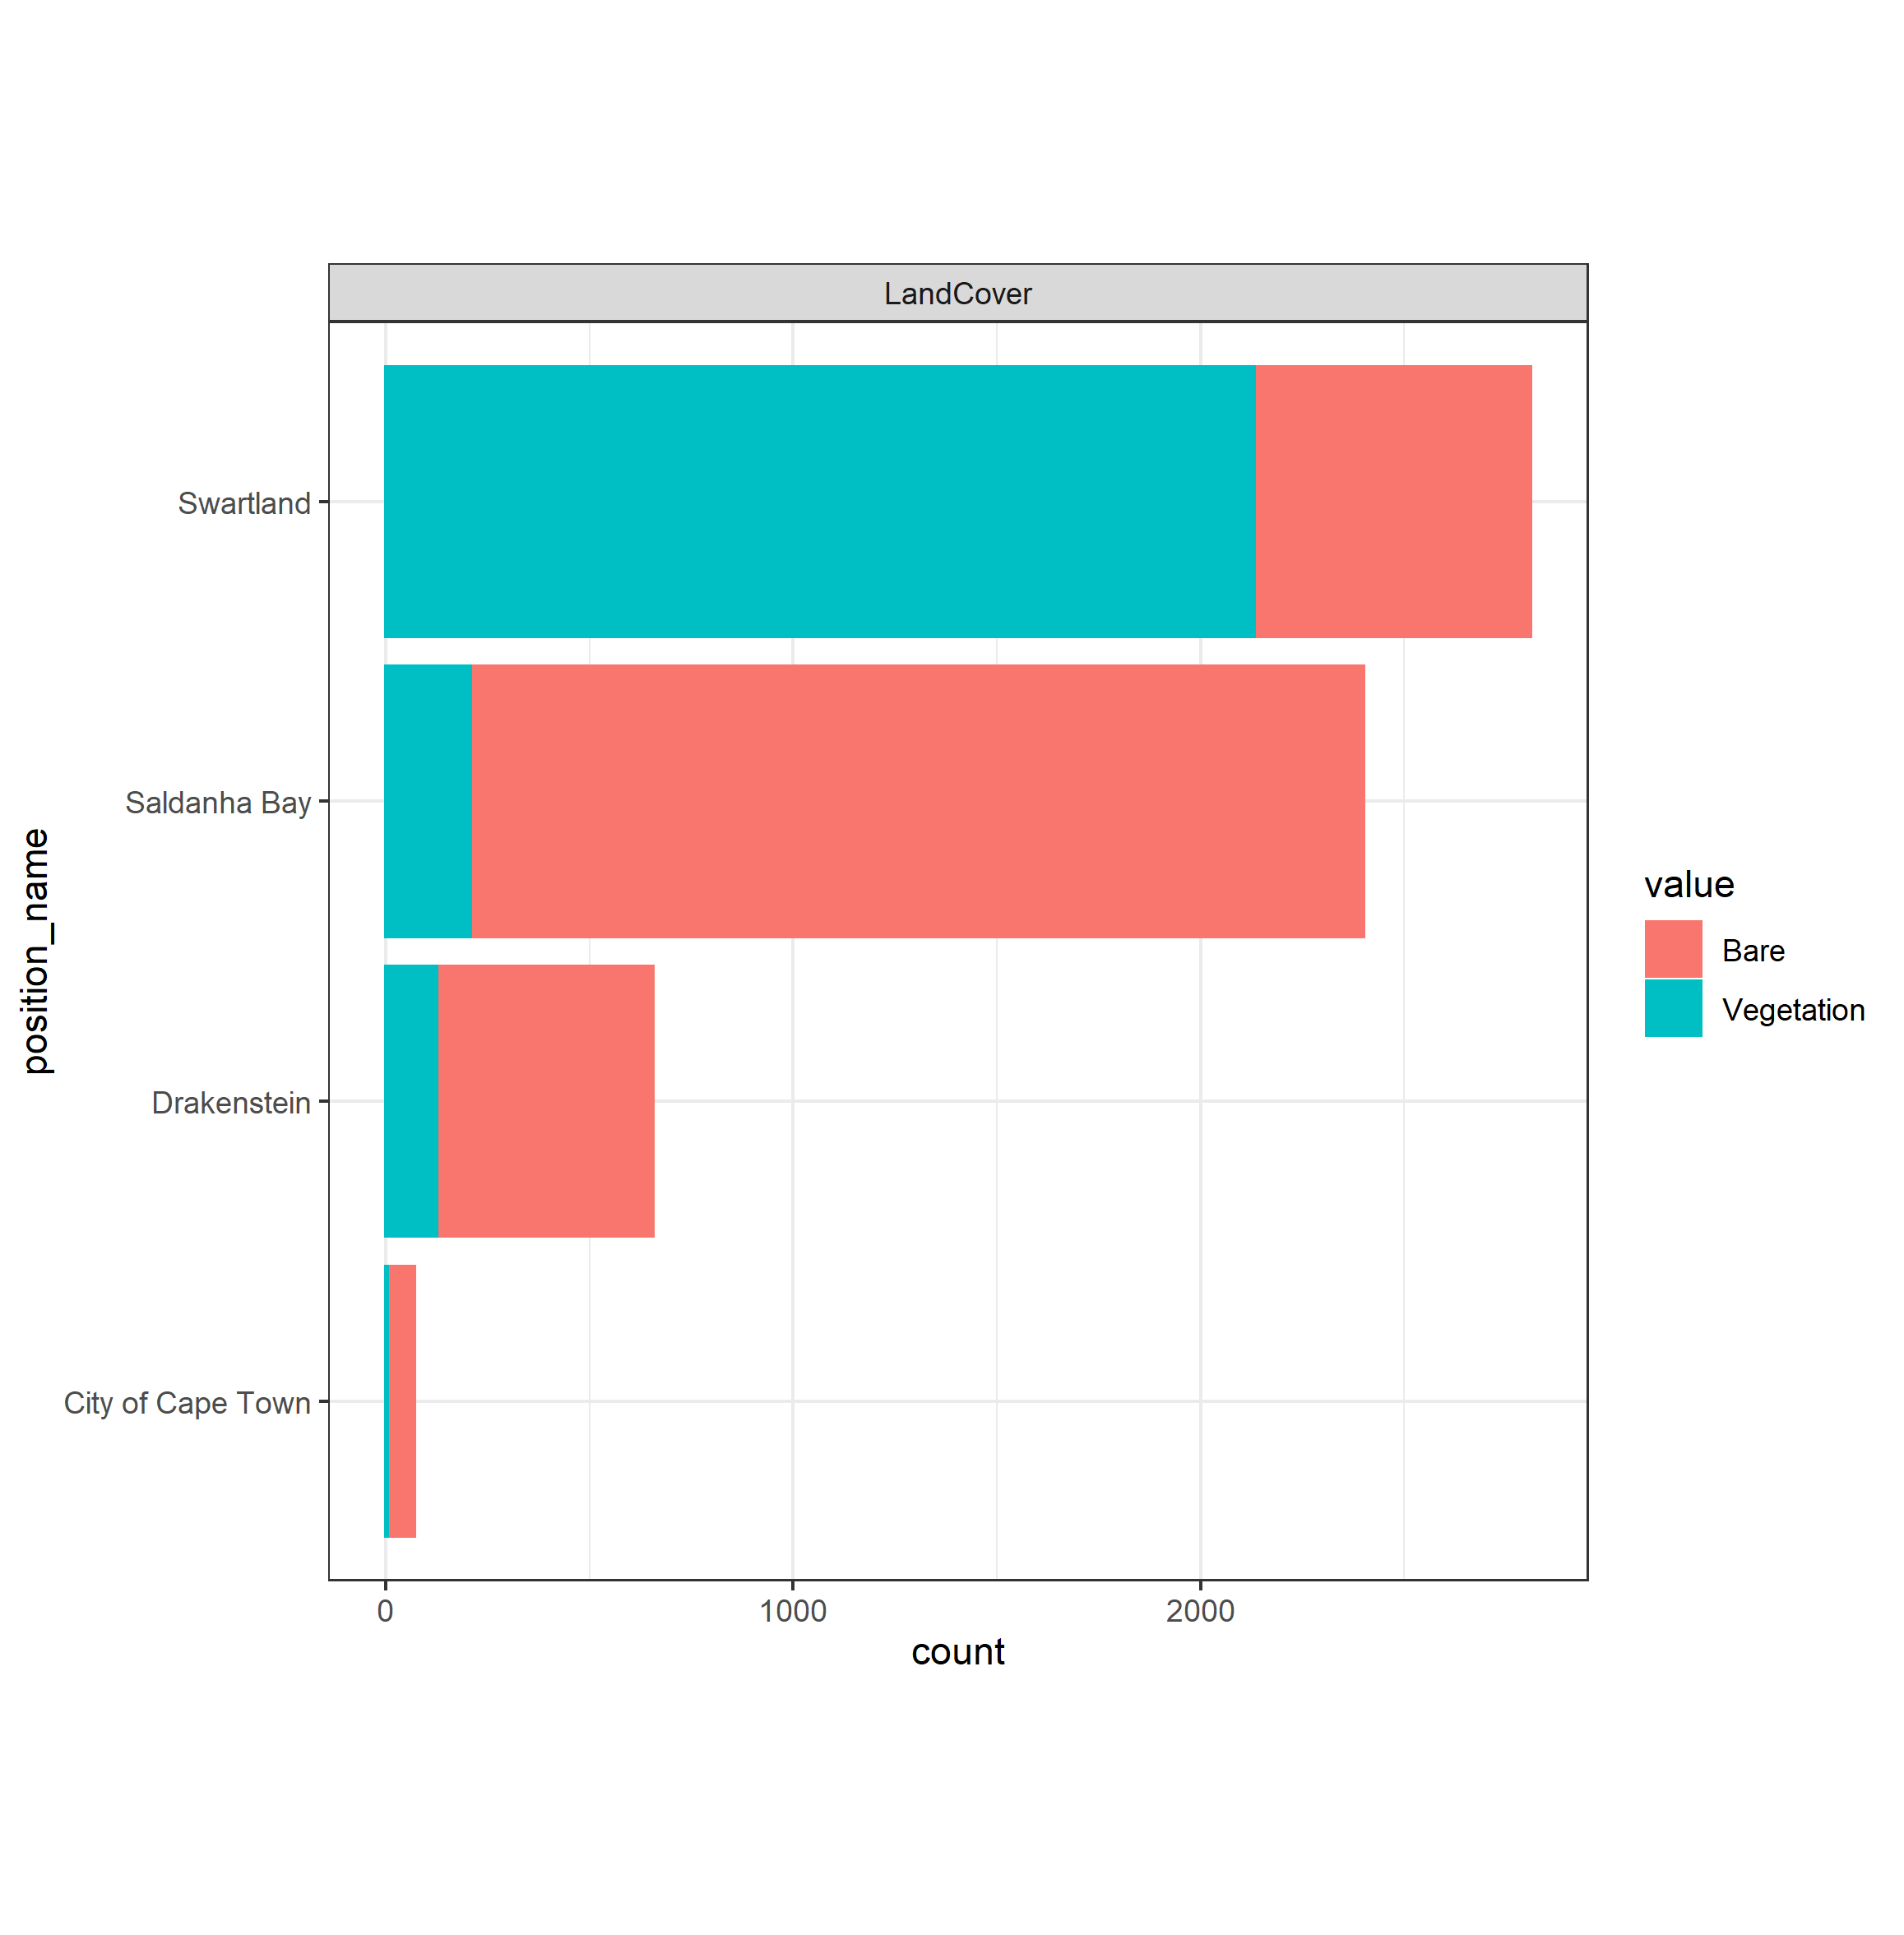 LandCover
Swartland
Saldanha Bay
Drakenstein
City of Cape Town
position_name
0 1000 2000
count
value
Bare
Vegetation